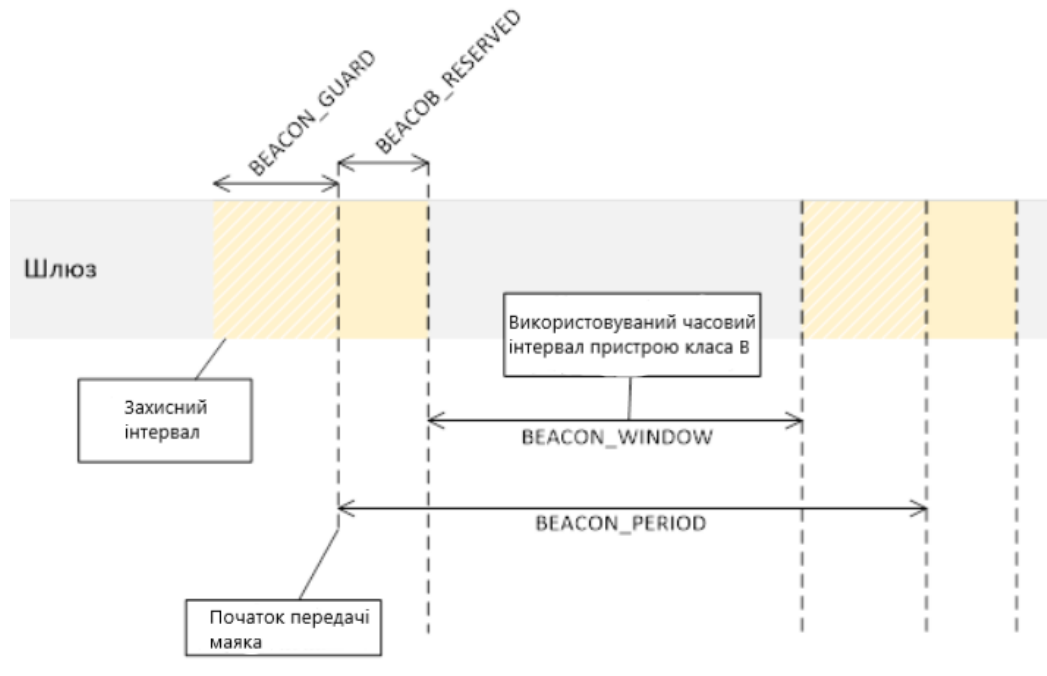 BEACON_GUARD
BEACOB_RESERVED
Шлюз
Використовуваний часовий
інтервал пристрою класа В
Захисний
інтервал
BEACON_WINDOW
BEACON_PERIOD
Початок передачі
маяка